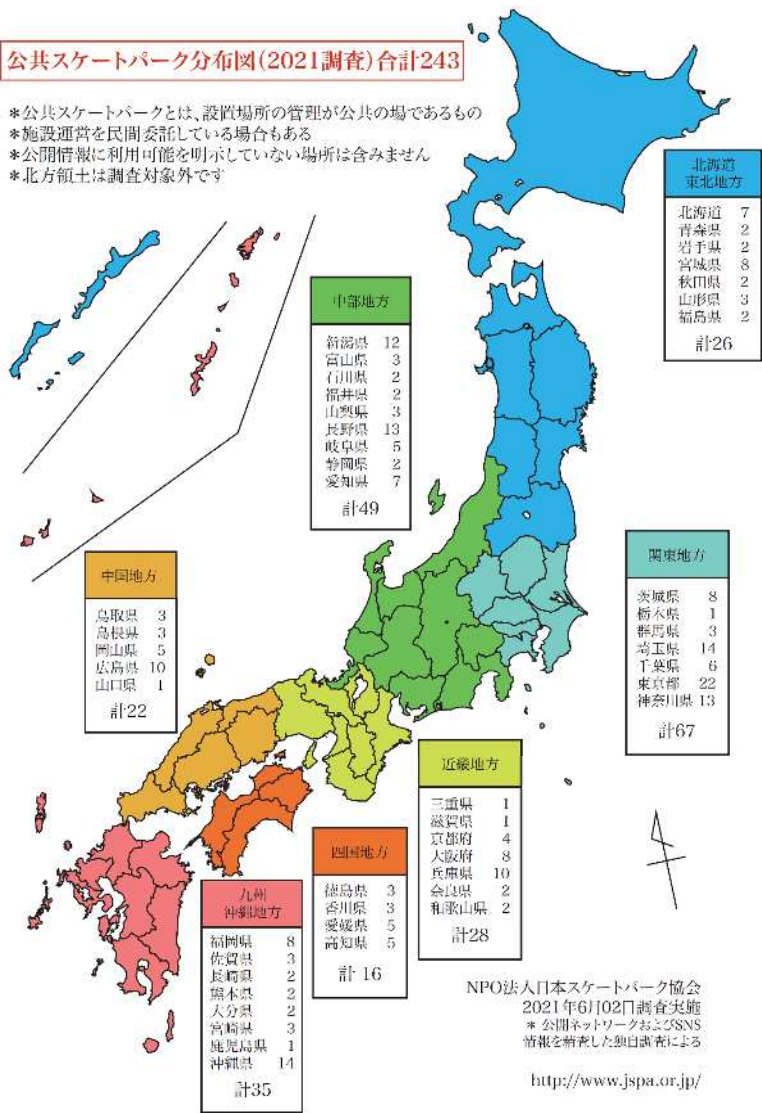 公共スケートパーク分布図(2021調査)合計243
*公共スケートパークとは、設置場所の管理が公共の場であるもの
*施設運営を民間委託している場合もある
*公開情報に利用可能を明示していない場所は含みません
*北方領土は調査対象外です
北海道
東北地方
北海道 7
青森県 2
岩手県 2
宮城県 8
秋田県 2
山形県 3
福島県 2
計26
中部地方
新潟県 12
富山県 3
石川県 2
福井県 2
山梨県 3
長野県 13
岐阜県 5
静岡県 2
愛知県 7
計49
関東地方
茨城県 8
栃木県 1
群馬県 3
埼玉県 14
千葉県 6
東京都 22
神奈川県 13
計67
中国地方
鳥取県 3
島根県 3
岡山県 5
広島県 10
山口県 1
計22
近畿地方
三重県 1
滋賀県 1
京都府 4
大阪府 8
兵庫県 10
奈良県 2
和歌山県 2
計28
四国地方
徳島県 3
香川県 3
愛媛県 5
高知県 5
計 16
九州
沖縄地方
福岡県 8
佐賀県 3
長崎県 2
熊本県 2
大分県 2
宮崎県 3
鹿児島県 1
沖縄県 14
計35
NPO法人日本スケートパーク協会
2021年6月02日調査実施
* 公開ネットワークおよびSNS
情報を精査した独自調査による
http://www.jspa.or.jp/